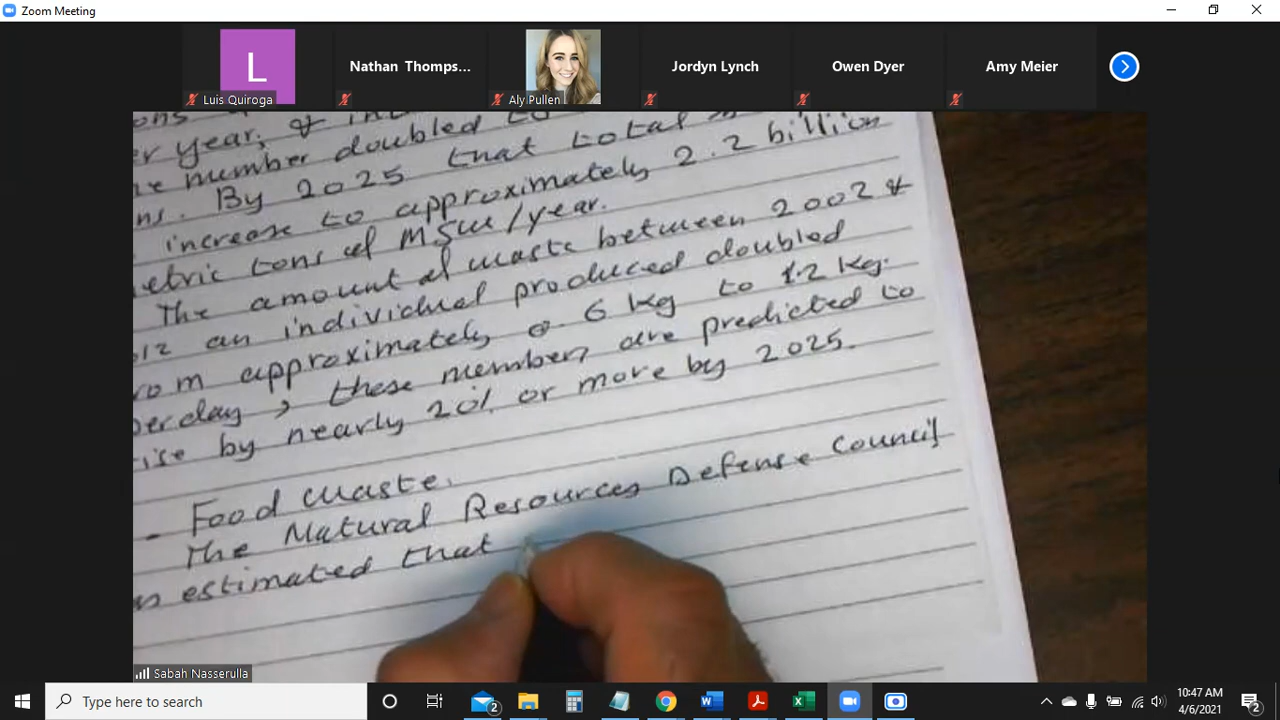 Zoom Meeting
L
Luis Quiroga
Nathan Thomps...
Aly Pullen
Jordyn Lynch
Owen Dyer
Amy Meier
er year, &
number doubled to
ns. By 2025 that total
increase to approximately 2.2 billion
etric tons of MSW/year.
The amount of waste between 2002 &
012 an individual produced doubled
rom approximately 0.6 kg to 1.2 kg.
per day, these members are predicted to
rise by nearly 20% or more by 2025.
- Food waste.
The Natural Resources Defense Council
estimated that
Sabah Nasserulla
Type here to search
2
10:47 AM
4/6/2021
2